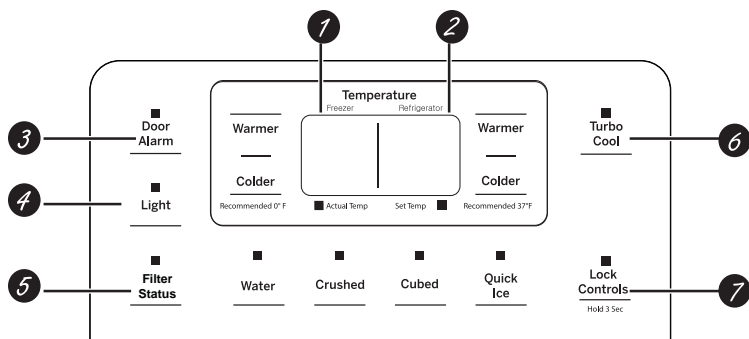 1
2
Temperature
Freezer
Refrigerator
3
Door
Alarm
Warmer
Warmer
Turbo
Cool
6
4
Light
Colder
Colder
Recommended 0° F
Actual Temp
Set Temp
Recommended 37°F
5
Filter
Status
Water
Crushed
Cubed
Quick
Ice
Lock
Controls
Hold 3 Sec
7